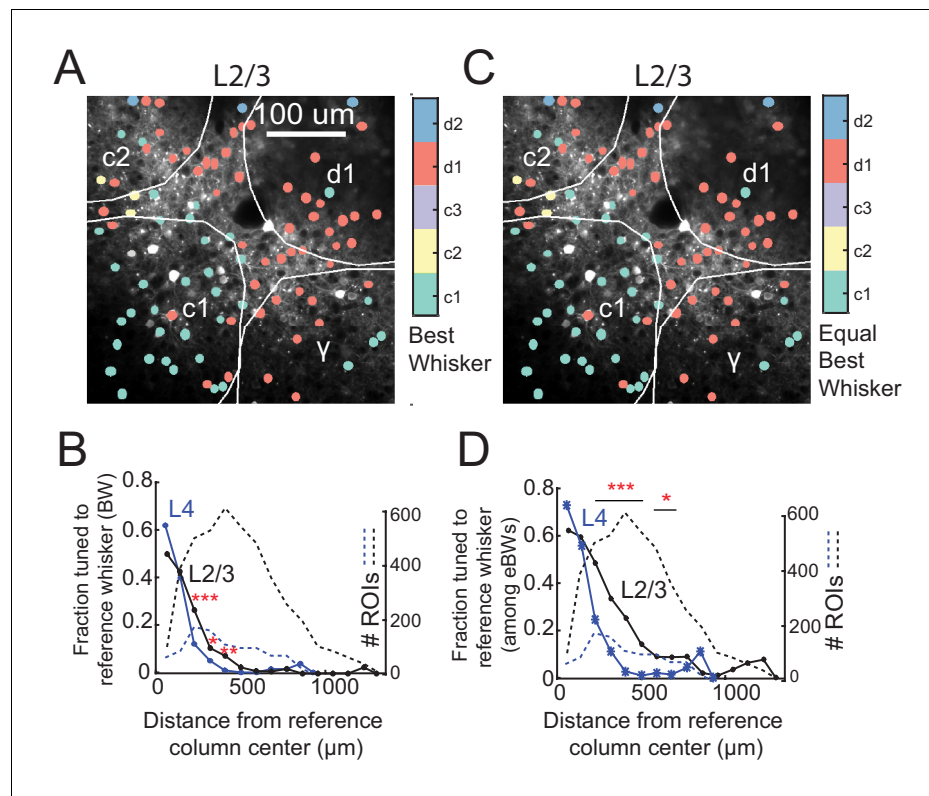 A
L2/3
100 um
c2
d1
c1
γ
d2
d1
c3
c2
c1
Best
Whisker
C
L2/3
c2
d1
c1
γ
d2
d1
c3
c2
c1
Equal
Best
Whisker
B
Fraction tuned to
reference whisker (BW)
0.8
0.6
0.4
0.2
0
L4
L2/3
***
*
**
600
400
200
0
# ROIs
0
500
1000
Distance from reference
column center (µm)
D
Fraction tuned to
reference whisker
(among eBWs)
0.8
0.6
0.4
0.2
0
***
*
L4
L2/3
600
400
200
0
# ROIs
0
500
1000
Distance from reference
column center (µm)